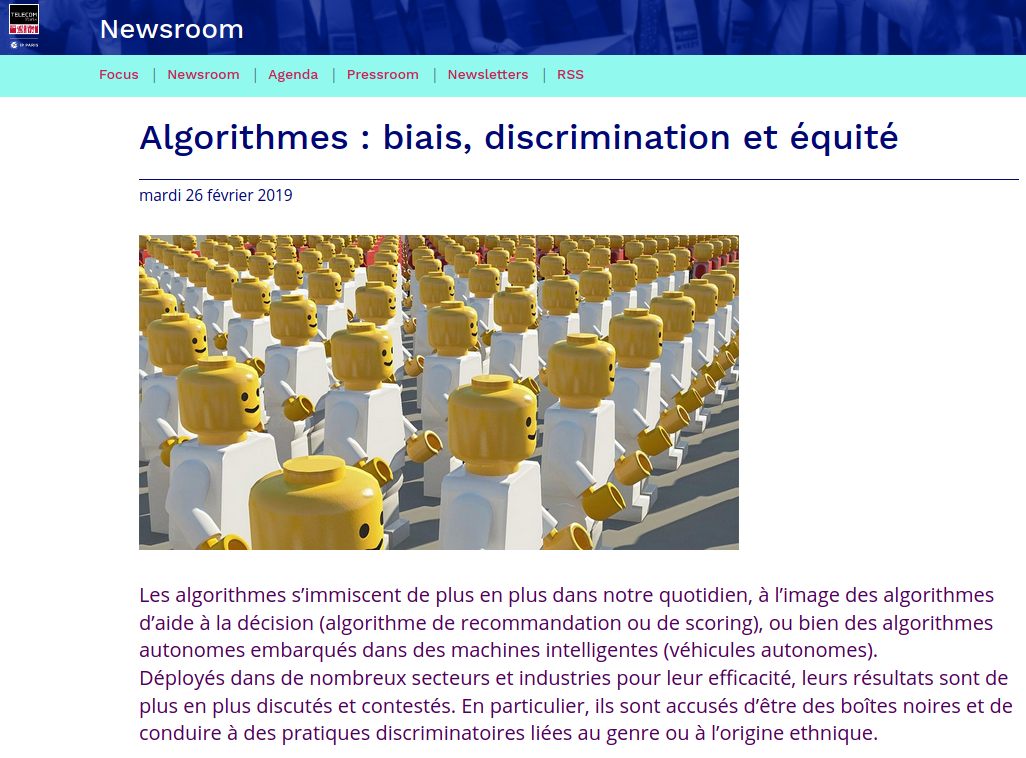 TELECOM
Paris
IP PARIS
Newsroom
Focus | Newsroom | Agenda | Pressroom | Newsletters | RSS
Algorithmes : biais, discrimination et équité
mardi 26 février 2019
Les algorithmes s’immiscent de plus en plus dans notre quotidien, à l’image des algorithmes
d’aide à la décision (algorithme de recommandation ou de scoring), ou bien des algorithmes
autonomes embarqués dans des machines intelligentes (véhicules autonomes).
Déployés dans de nombreux secteurs et industries pour leur efficacité, leurs résultats sont de
plus en plus discutés et contestés. En particulier, ils sont accusés d’être des boîtes noires et de
conduire à des pratiques discriminatoires liées au genre ou à l’origine ethnique.